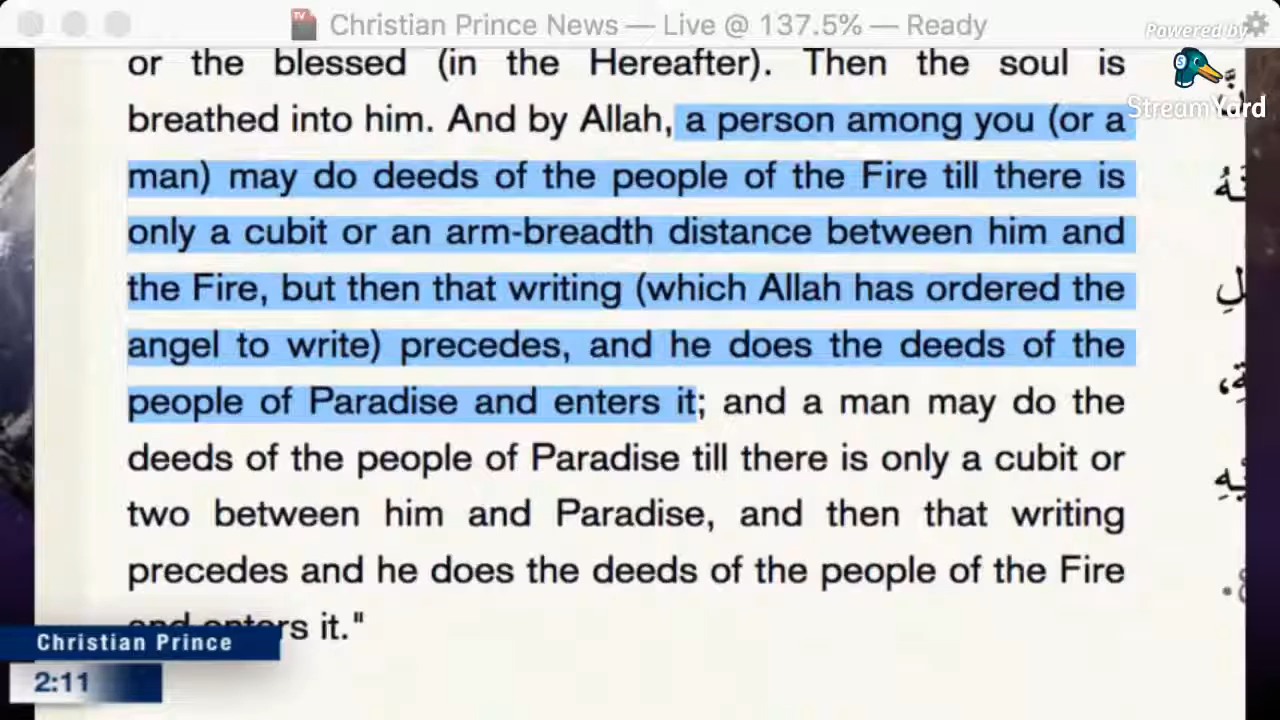 Christian Prince News — Live @ 137.5% — Ready
Powered by
StreamYard
or the blessed (in the Hereafter). Then the soul is
breathed into him. And by Allah, a person among you (or a
man) may do deeds of the people of the Fire till there is
only a cubit or an arm-breadth distance between him and
the Fire, but then that writing (which Allah has ordered the
angel to write) precedes, and he does the deeds of the
people of Paradise and enters it; and a man may do the
deeds of the people of Paradise till there is only a cubit or
two between him and Paradise, and then that writing
precedes and he does the deeds of the people of the Fire
and enters it."
Christian Prince
2:11